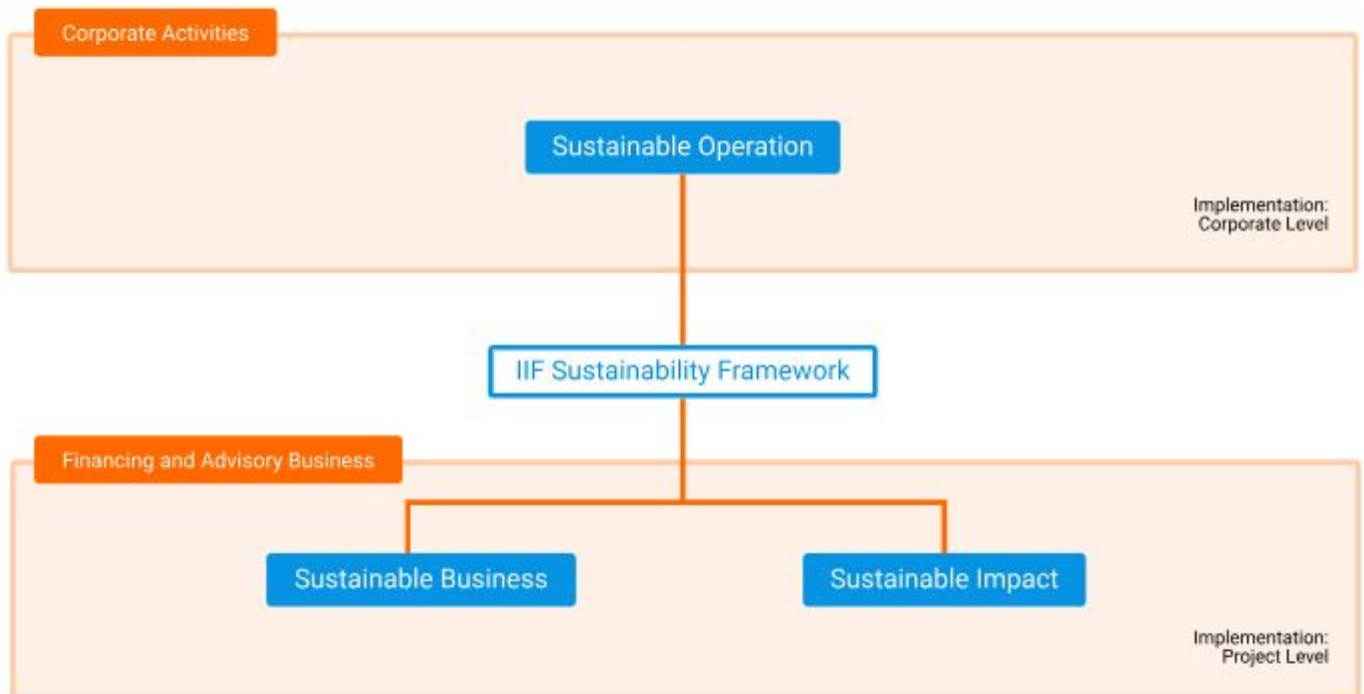 Corporate Activities
Sustainable Operation
Implementation:
Corporate Level
IIF Sustainability Framework
Financing and Advisory Business
Sustainable Business
Sustainable Impact
Implementation:
Project Level